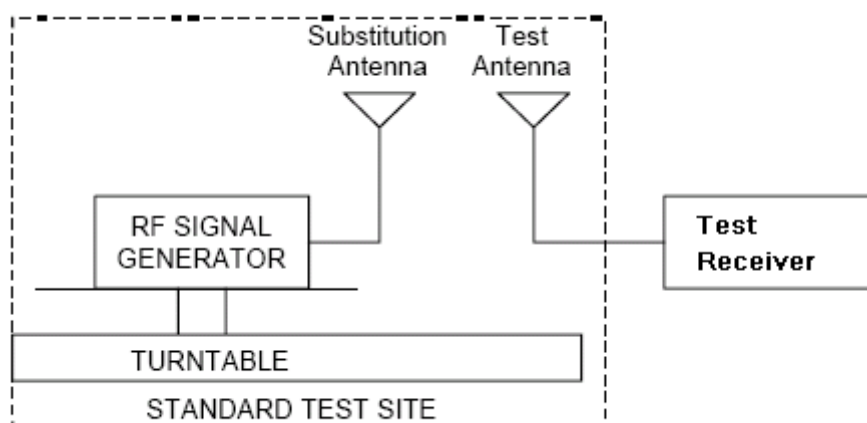 Substitution
Antenna
Test
Antenna
RF SIGNAL
GENERATOR
Test
Receiver
TURNTABLE
STANDARD TEST SITE